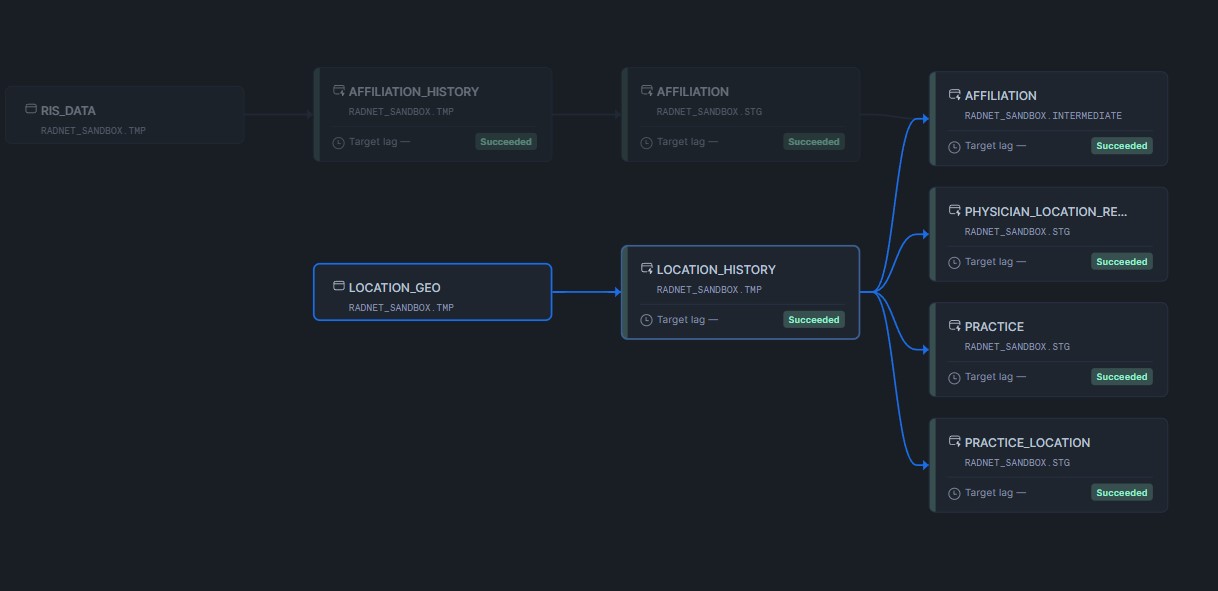 RIS_DATA
RADNET_SANDBOX.TMP
AFFILIATION_HISTORY
RADNET_SANDBOX.TMP
Target lag —
Succeeded
AFFILIATION
RADNET_SANDBOX.STG
Target lag —
Succeeded
AFFILIATION
RADNET_SANDBOX.INTERMEDIATE
Target lag —
Succeeded
PHYSICIAN_LOCATION_RE...
RADNET_SANDBOX.STG
Target lag —
Succeeded
LOCATION_GEO
RADNET_SANDBOX.TMP
LOCATION_HISTORY
RADNET_SANDBOX.TMP
Target lag —
Succeeded
PRACTICE
RADNET_SANDBOX.STG
Target lag —
Succeeded
PRACTICE_LOCATION
RADNET_SANDBOX.STG
Target lag —
Succeeded